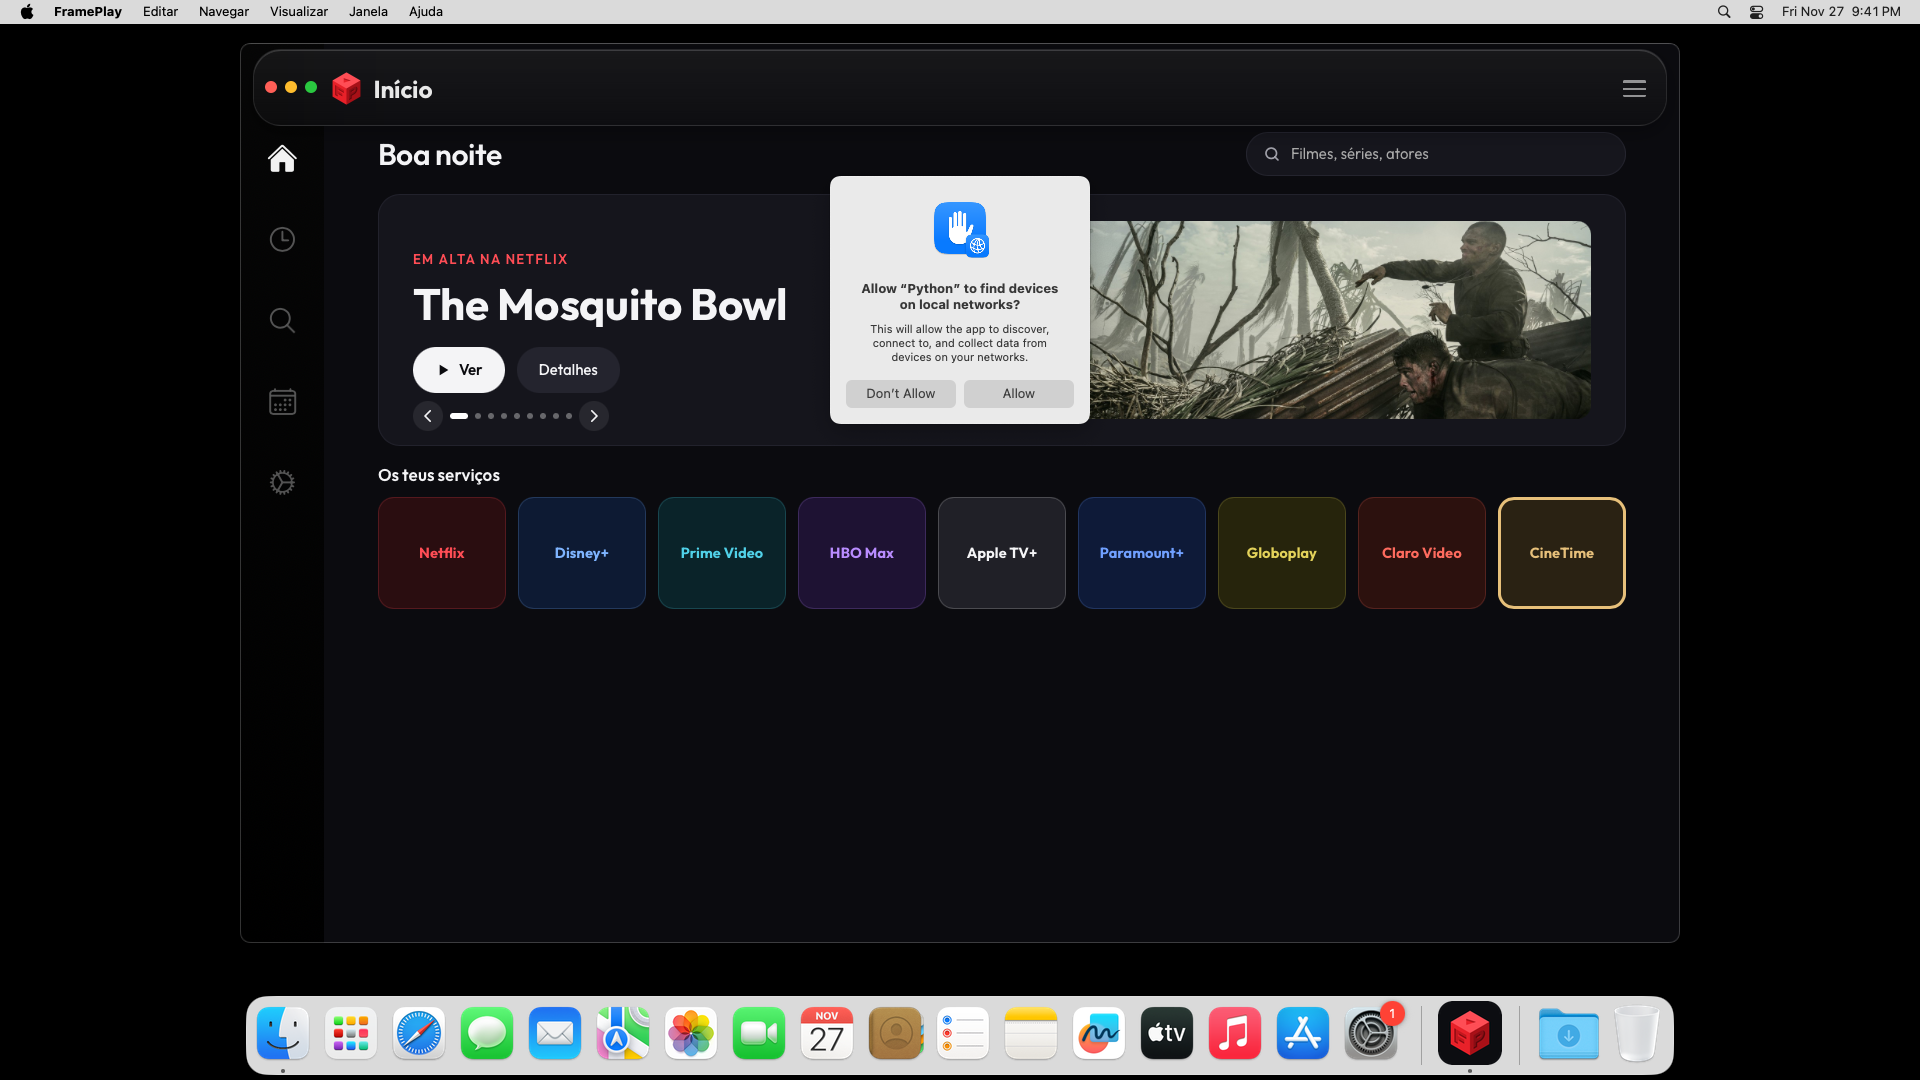 FramePlay Editar Navegar Visualizar Janela Ajuda
Fri Nov 27 9:41 PM
Início
Boa noite
Filmes, séries, atores
EM ALTA NA NETFLIX
The Mosquito Bowl
Ver
Detalhes
Allow “Python” to find devices
on local networks?
This will allow the app to discover,
connect to, and collect data from
devices on your networks.
Don’t Allow
Allow
Os teus serviços
Netflix
Disney+
Prime Video
HBO Max
Apple TV+
Paramount+
Globoplay
Claro Video
CineTime
NOV
27
tv
1